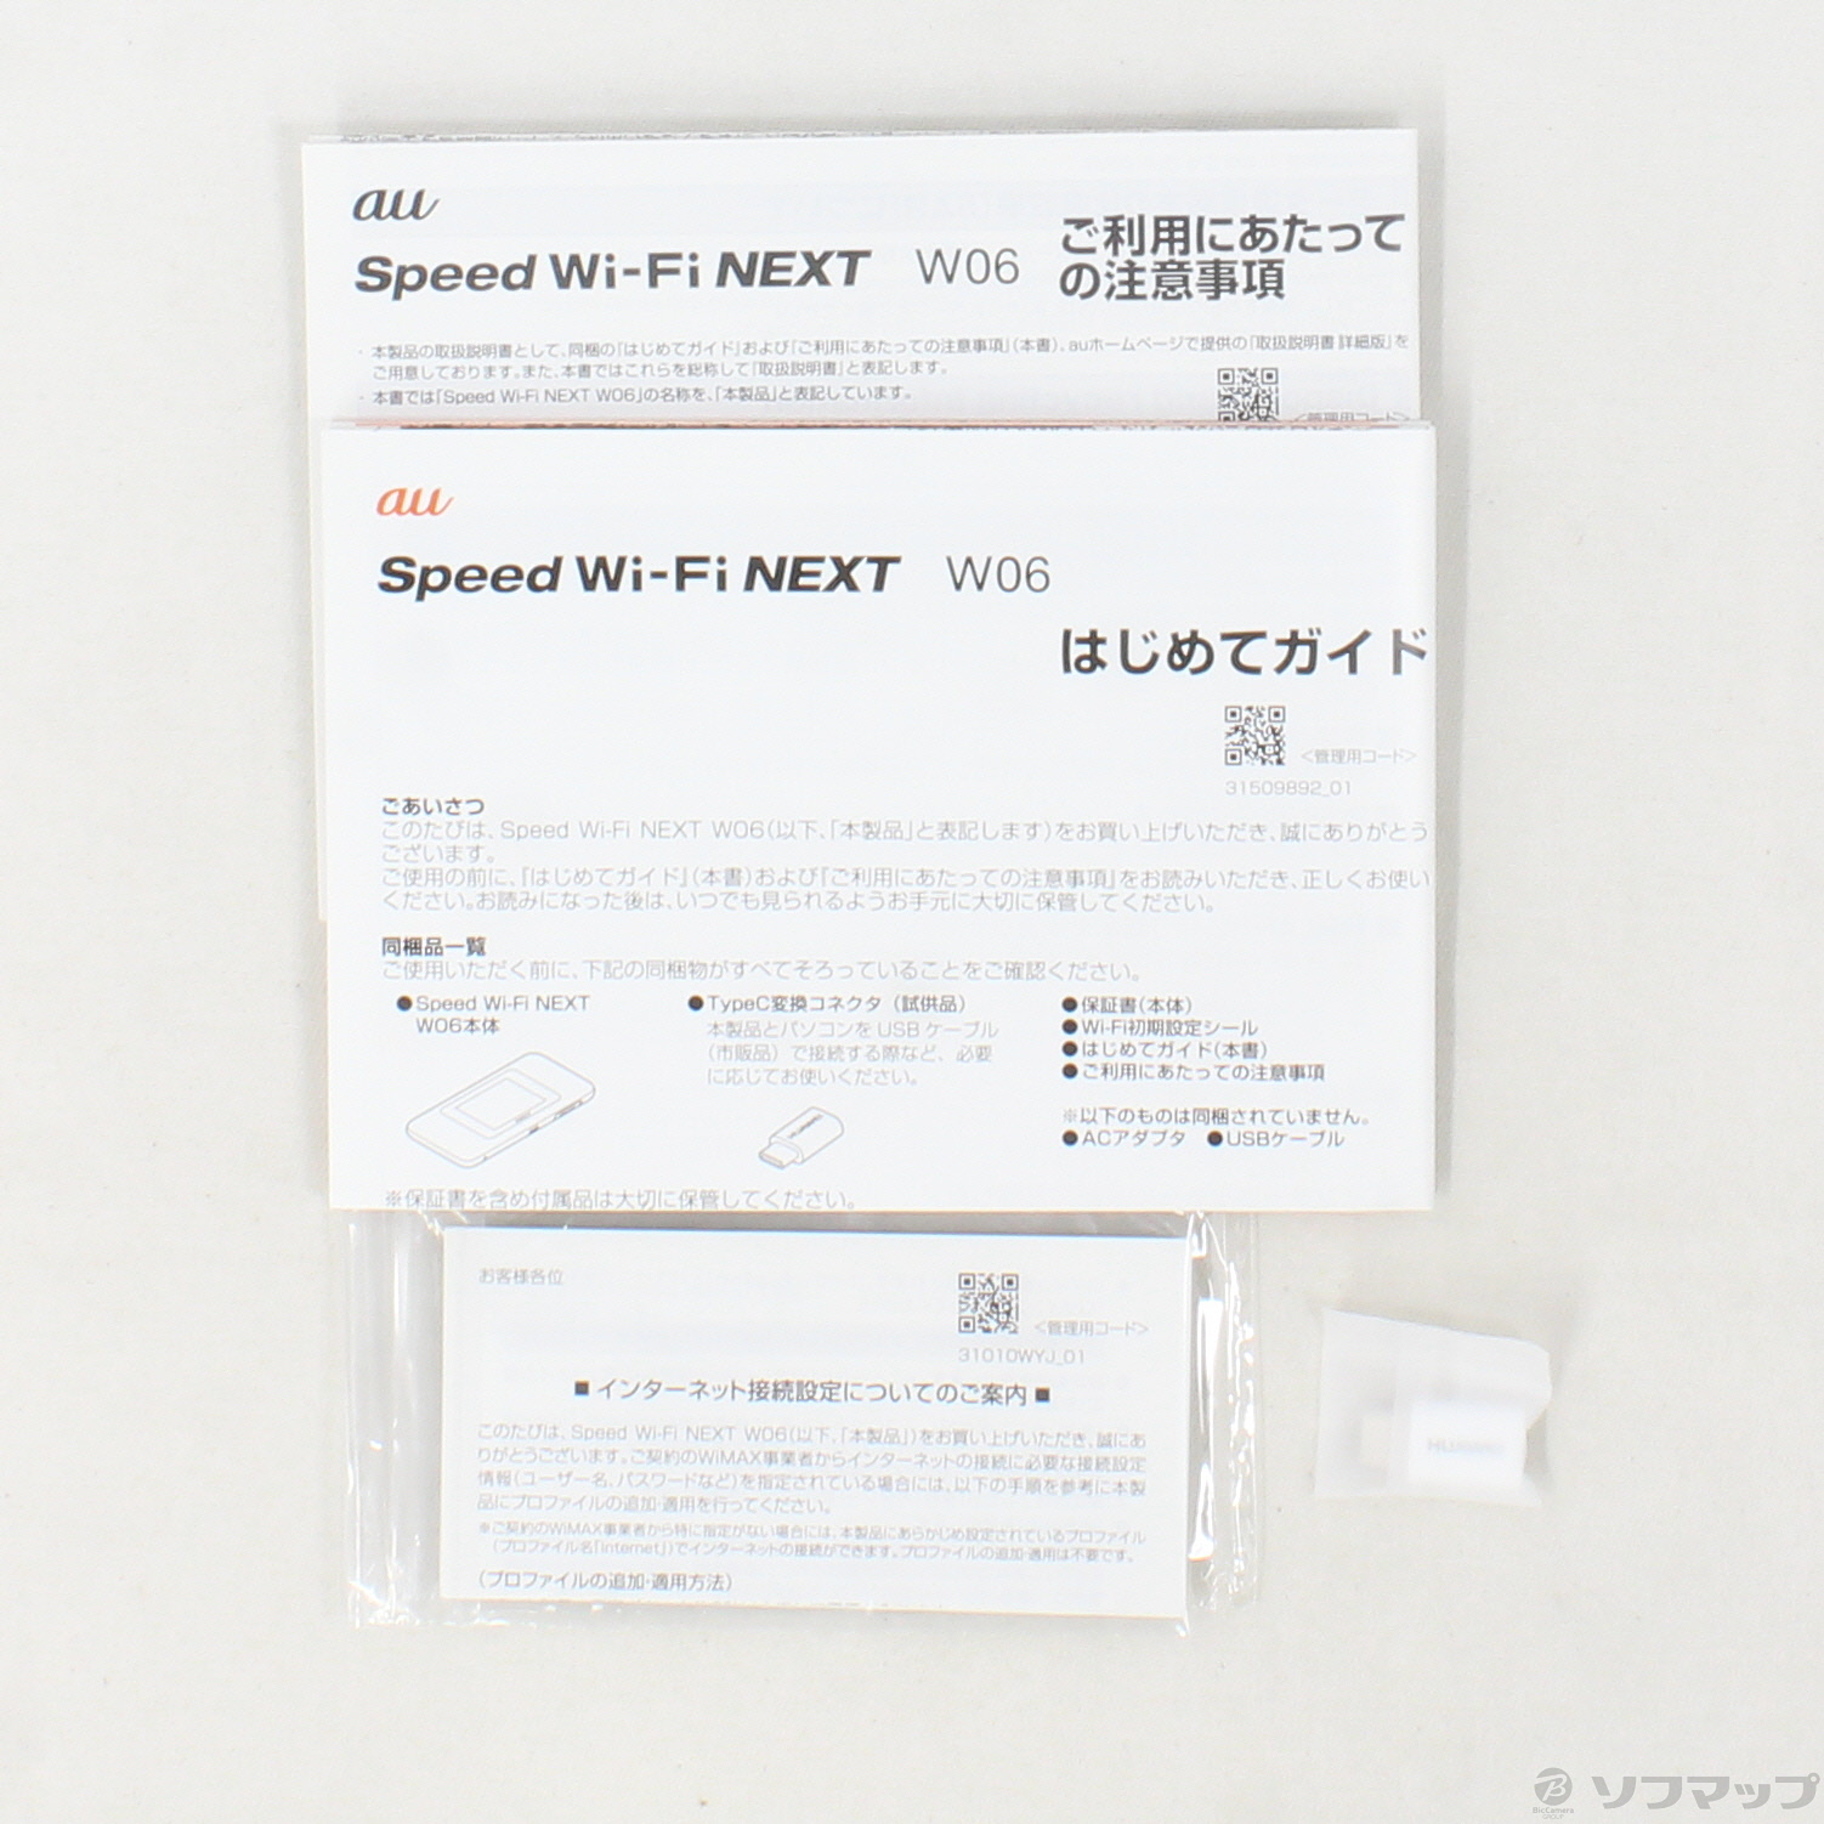 au
Speed Wi-Fi NEXT W06
ご利用にあたって
の注意事項
・本製品の取扱説明書として、同梱の『はじめてガイド』および『ご利用にあたっての注意事項』(本書)、auホームページで提供の『取扱説明書 詳細版』を
ご用意しております。また、本書ではこれらを総称して『取扱説明書』と表記します。
・本書では「Speed Wi-Fi NEXT W06」の名称を、「本製品」と表記しています。
<管理用コード>
au
Speed Wi-Fi NEXT W06
はじめてガイド
<管理用コード>
31509892_01
ごあいさつ
このたびは、Speed Wi-Fi NEXT W06(以下、「本製品」と表記します)をお買い上げいただき、誠にありがとう
ございます。
ご使用の前に、『はじめてガイド』(本書)および『ご利用にあたっての注意事項』をお読みいただき、正しくお使い
ください。お読みになった後は、いつでも見られるようお手元に大切に保管してください。
同梱品一覧
ご使用いただく前に、下記の同梱物がすべてそろっていることをご確認ください。
●Speed Wi-Fi NEXT
W06本体
●TypeC変換コネクタ（試供品）
本製品とパソコンを USB ケーブル
（市販品）で接続する際など、必要
に応じてお使いください。
●保証書(本体)
●Wi-Fi初期設定シール
●はじめてガイド(本書)
●ご利用にあたっての注意事項
※以下のものは同梱されていません。
●ACアダプタ ●USBケーブル
※保証書を含め付属品は大切に保管してください。
お客様各位
<管理用コード>
31010WYJ_01
■ インターネット接続設定についてのご案内 ■
このたびは、Speed Wi-Fi NEXT W06(以下、「本製品」)をお買い上げいただき、誠にあ
りがとうございます。ご契約のWiMAX事業者からインターネットの接続に必要な接続設定
情報(ユーザー名、パスワードなど)を指定されている場合には、以下の手順を参考に本製
品にプロファイルの追加・適用を行ってください。
※ご契約のWiMAX事業者から特に指定がない場合には、本製品にあらかじめ設定されているプロファイル
(プロファイル名「Internet」)でインターネットの接続ができます。プロファイルの追加・適用は不要です。
(プロファイルの追加・適用方法)
HUAWEI
BicCamera
GROUP
ソフマップ